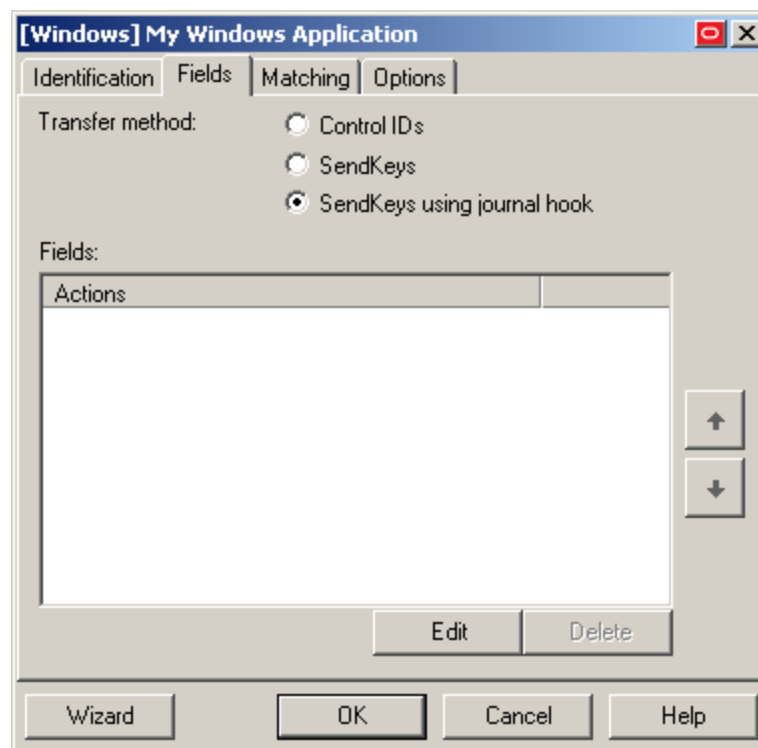 [Windows] My Windows Application
Identification Fields Matching Options
Transfer method: Control IDs
SendKeys
SendKeys using journal hook
Fields:
Actions
Edit Delete
Wizard OK Cancel Help